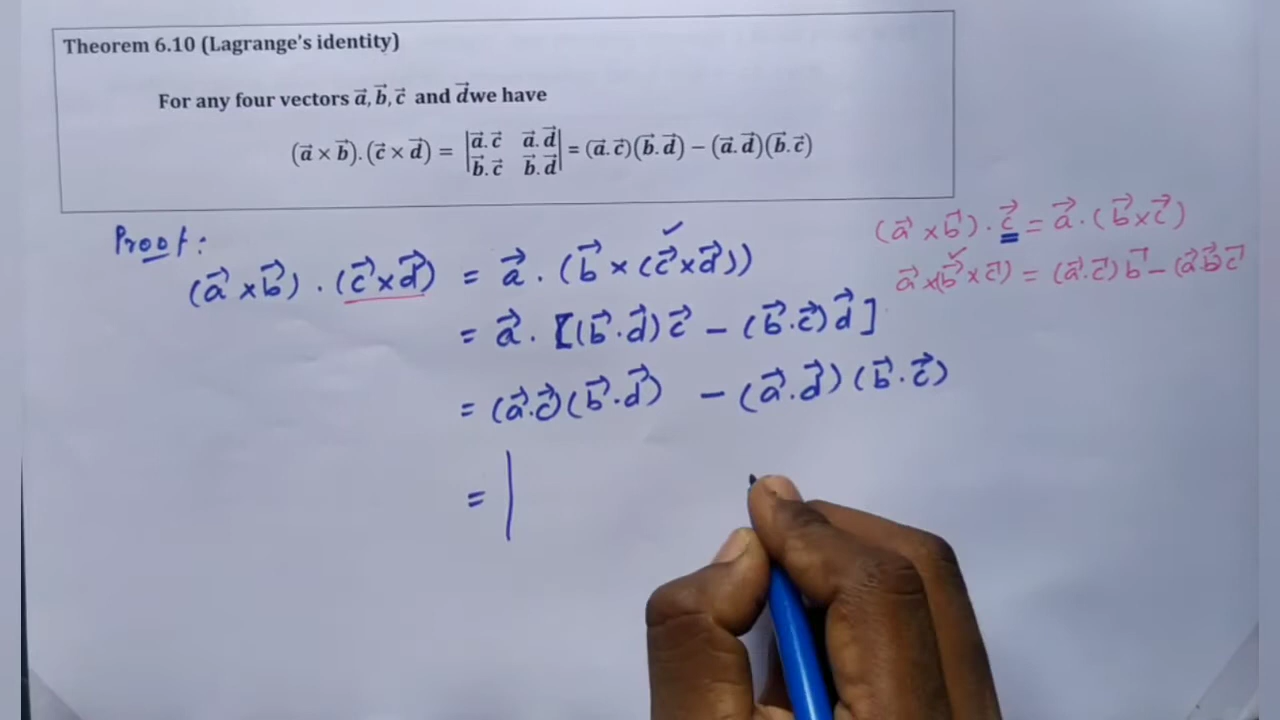 Theorem 6.10 (Lagrange's identity)
For any four vectors a⃗, b⃗, c⃗ and d⃗we have
(a⃗ × b⃗). (c⃗ × d⃗) = |a⃗. c⃗ a⃗. d⃗| = (a⃗. c⃗)(b⃗. d⃗) − (a⃗. d⃗)(b⃗. c⃗)
|b⃗. c⃗ b⃗. d⃗|
Proof:
(a⃗ × b⃗) . c⃗ = a⃗ . (b⃗ × c⃗)
(a⃗ × b⃗) . (c⃗ × d⃗) = a⃗ . (b⃗ × (c⃗ × d⃗))
a⃗ × (b⃗ × c⃗) = (a⃗. c⃗) b⃗ − (a⃗. b⃗) c⃗
= a⃗ . [(b⃗ . d⃗) c⃗ − (b⃗ . c⃗) d⃗]
= (a⃗. c⃗)(b⃗. d⃗) − (a⃗. d⃗)(b⃗. c⃗)
= |